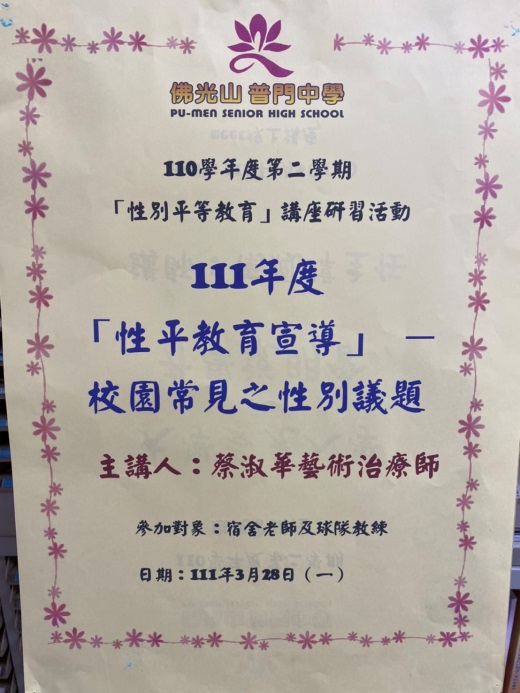 佛光山 普門中學
PU-MEN SENIOR HIGH SCHOOL
110學年度第二學期
「性別平等教育」講座研習活動
111年度
「性平教育宣導」 －
校園常見之性別議題
主講人：蔡淑華藝術治療師
參加對象：宿舍老師及球隊教練
日期：111年3月28日（一）